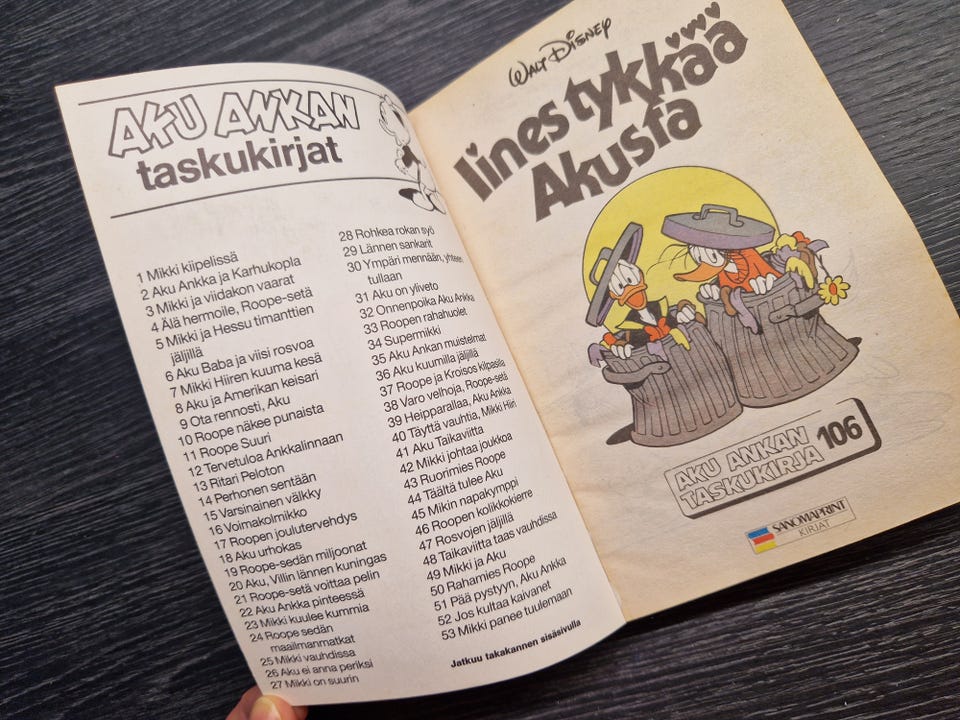 AKU ANKAN
taskukirjat
1 Mikki kiipelissä
2 Aku Ankka ja Karhukopla
3 Mikki ja viidakon vaarat
4 Älä hermoile, Roope-setä
5 Mikki ja Hessu timanttien
jäljillä
6 Aku Baba ja viisi rosvoa
7 Mikki Hiiren kuuma kesä
8 Aku ja Amerikan keisari
9 Ota rennosti, Aku
10 Roope näkee punaista
11 Roope Suuri
12 Tervetuloa Ankkalinnaan
13 Ritari Peloton
14 Perhonen sentään
15 Varsinainen välkky
16 Voimakolmikko
17 Roopen joulutervehdys
18 Aku urhokas
19 Roope-sedän miljoonat
20 Aku, Villin lännen kuningas
21 Roope-setä voittaa pelin
22 Aku Ankka pinteessä
23 Mikki kuulee kummia
24 Roope sedän
maailmanmatkat
25 Mikki vauhdissa
26 Aku ei anna periksi
27 Mikki on suurin
28 Rohkea rokan syö
29 Lännen sankarit
30 Ympäri mennään, yhteen
tullaan
31 Aku on yliveto
32 Onnenpoika Aku Ankka
33 Roopen rahahuolet
34 Supermikki
35 Aku Ankan muistelmat
36 Aku kuumilla jäljillä
37 Roope ja Kroisos kilpasilla
38 Varo velhoja, Roope-setä
39 Heipparallaa, Aku Ankka
40 Täyttä vauhtia, Mikki Hiiri
41 Aku Taikaviitta
42 Mikki johtaa joukkoa
43 Ruorimies Roope
44 Täältä tulee Aku
45 Mikin napakymppi
46 Roopen kolikkokierre
47 Rosvojen jäljillä
48 Taikaviitta taas vauhdissa
49 Mikki ja Aku
50 Rahamies Roope
51 Pää pystyyn, Aku Ankka
52 Jos kultaa kaivanet
53 Mikki panee tuulemaan
Jatkuu takakannen sisäsivulla
WALT DISNEY
Iines tykkää
Akusta
AKU ANKAN
TASKUKIRJA 106
SANOMAPRINT
KIRJAT